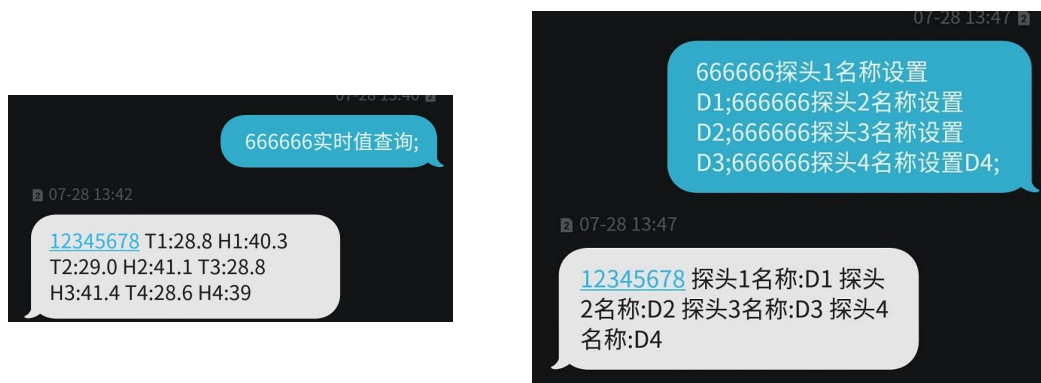 07-28 13:40
666666实时值查询;
07-28 13:42
12345678 T1:28.8 H1:40.3
T2:29.0 H2:41.1 T3:28.8
H3:41.4 T4:28.6 H4:39
07-28 13:47
666666探头1名称设置
D1;666666探头2名称设置
D2;666666探头3名称设置
D3;666666探头4名称设置D4;
07-28 13:47
12345678 探头1名称:D1 探头
2名称:D2 探头3名称:D3 探头4
名称:D4